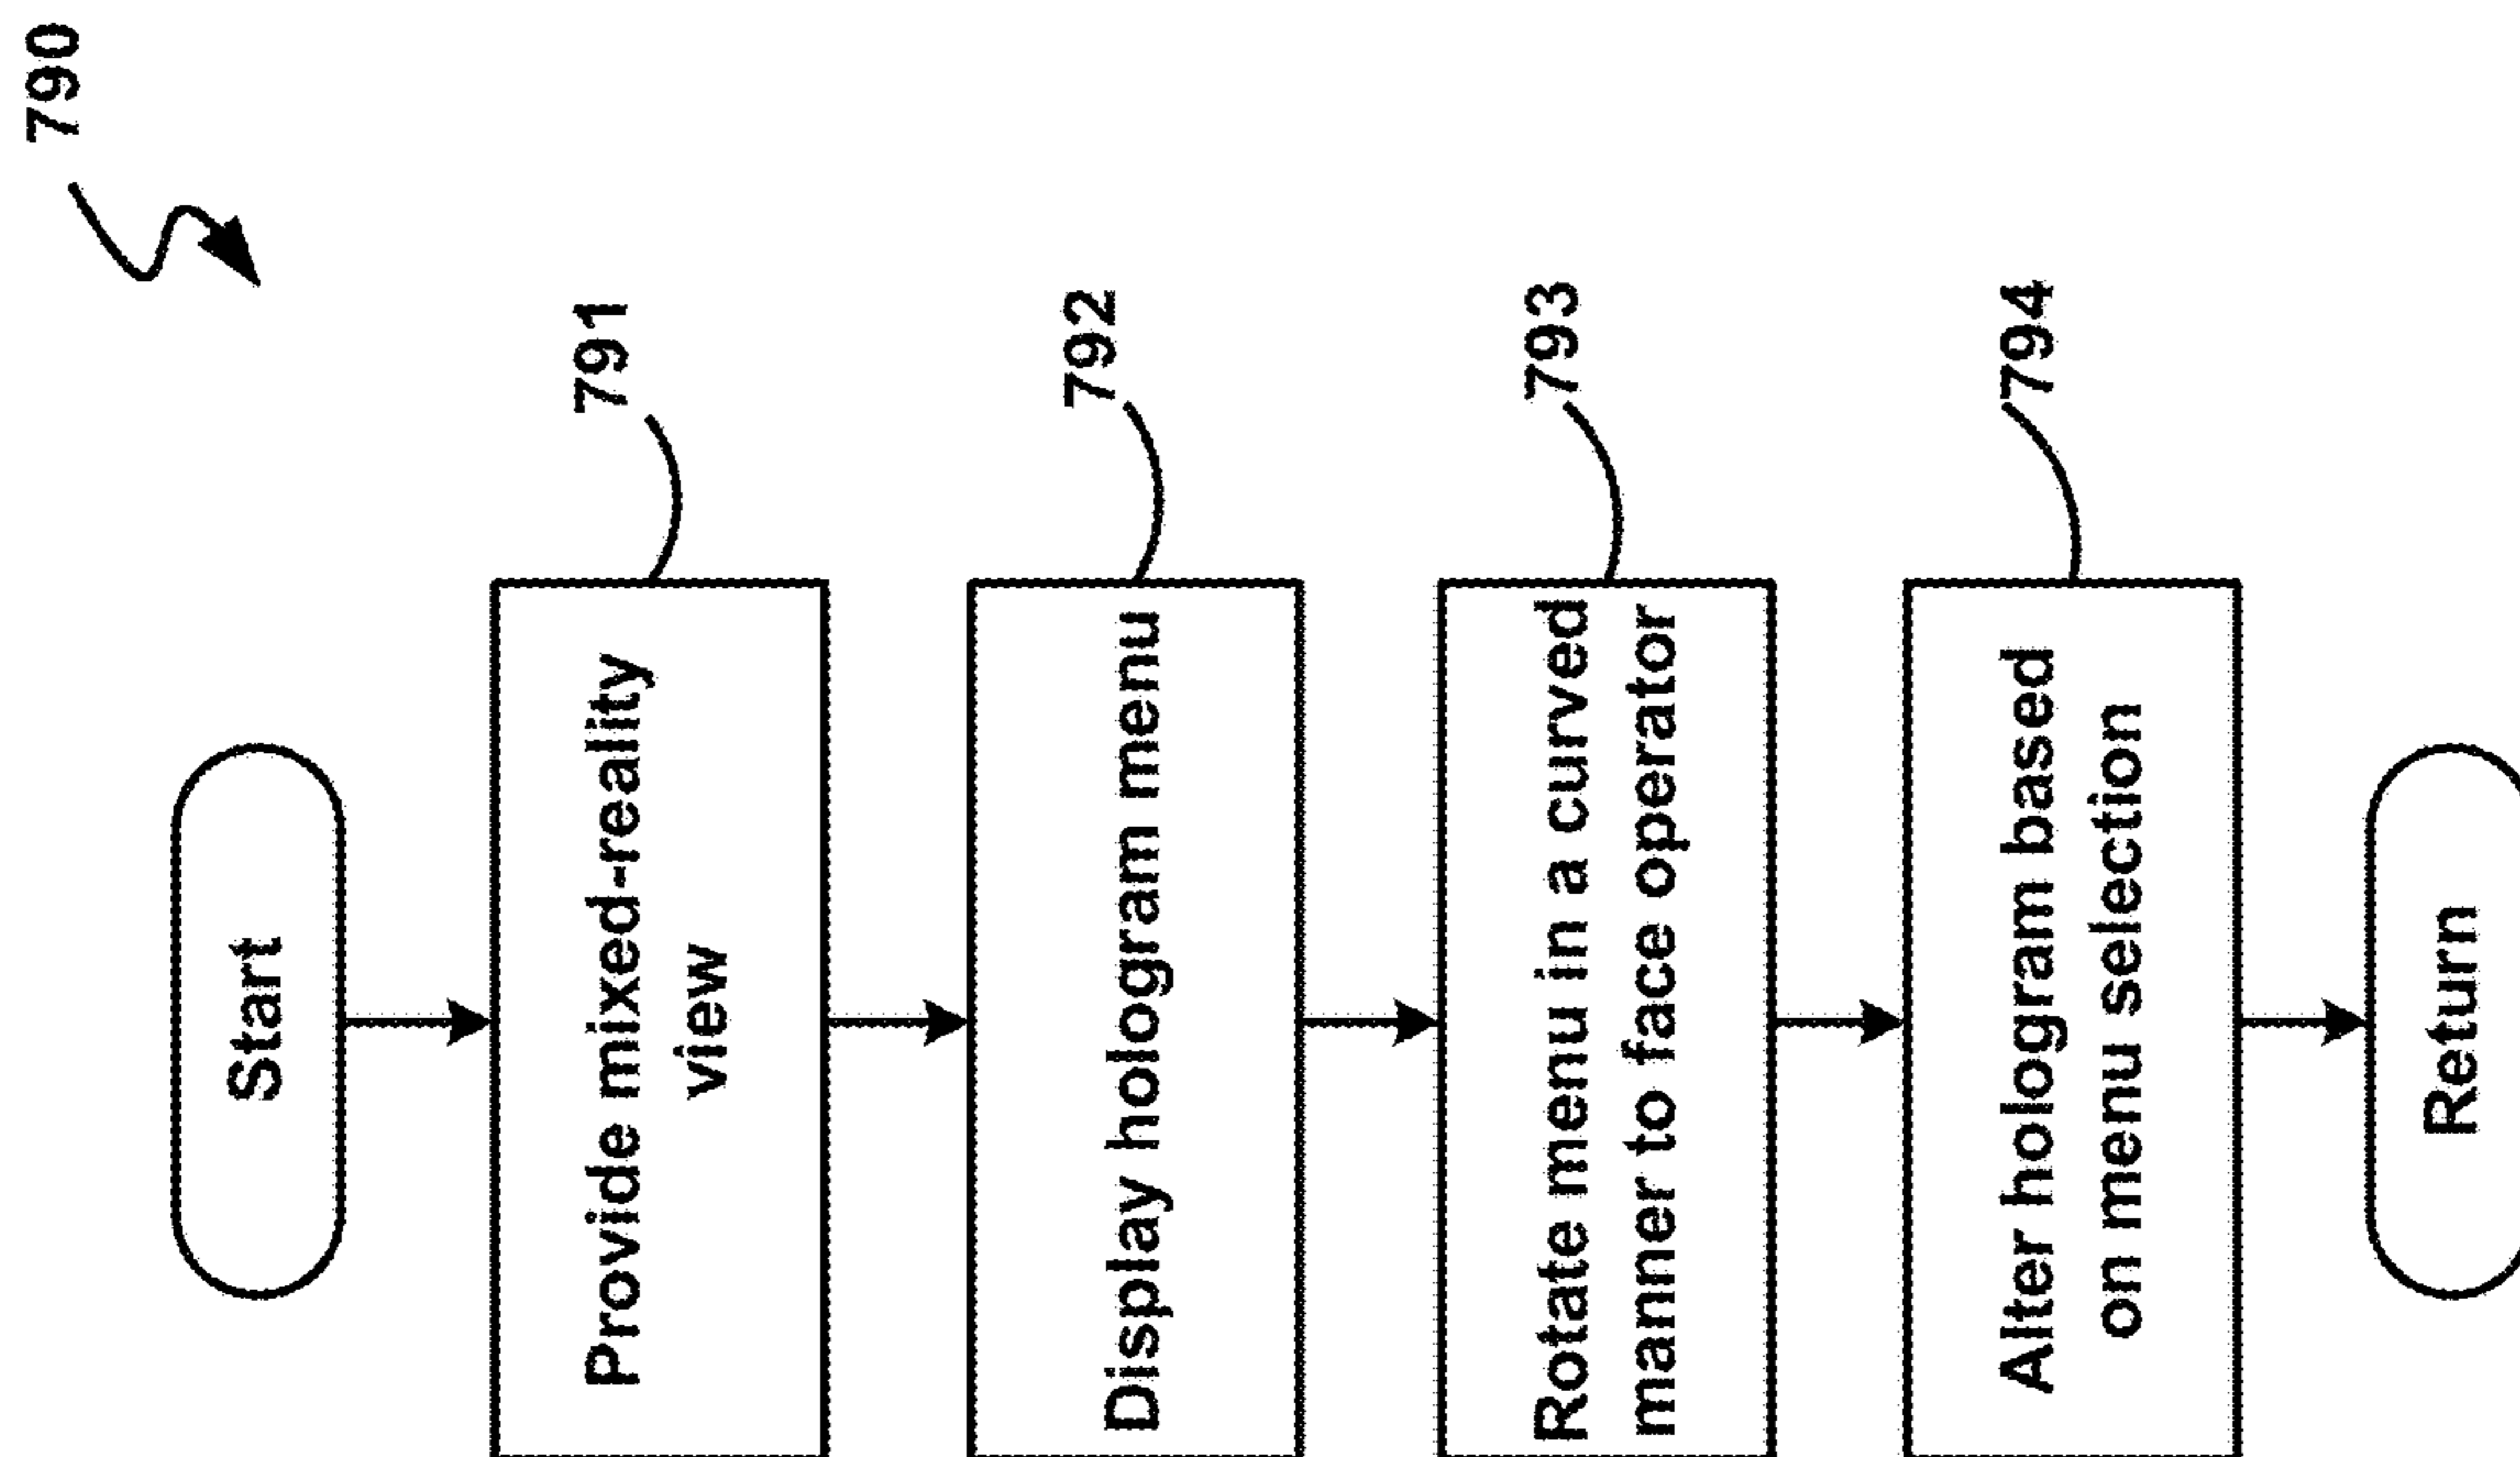 790
Start
Provide mixed-reality
view
791
Display hologram menu
792
Rotate menu in a curved
manner to face operator
793
Alter hologram based
on menu selection
794
Return